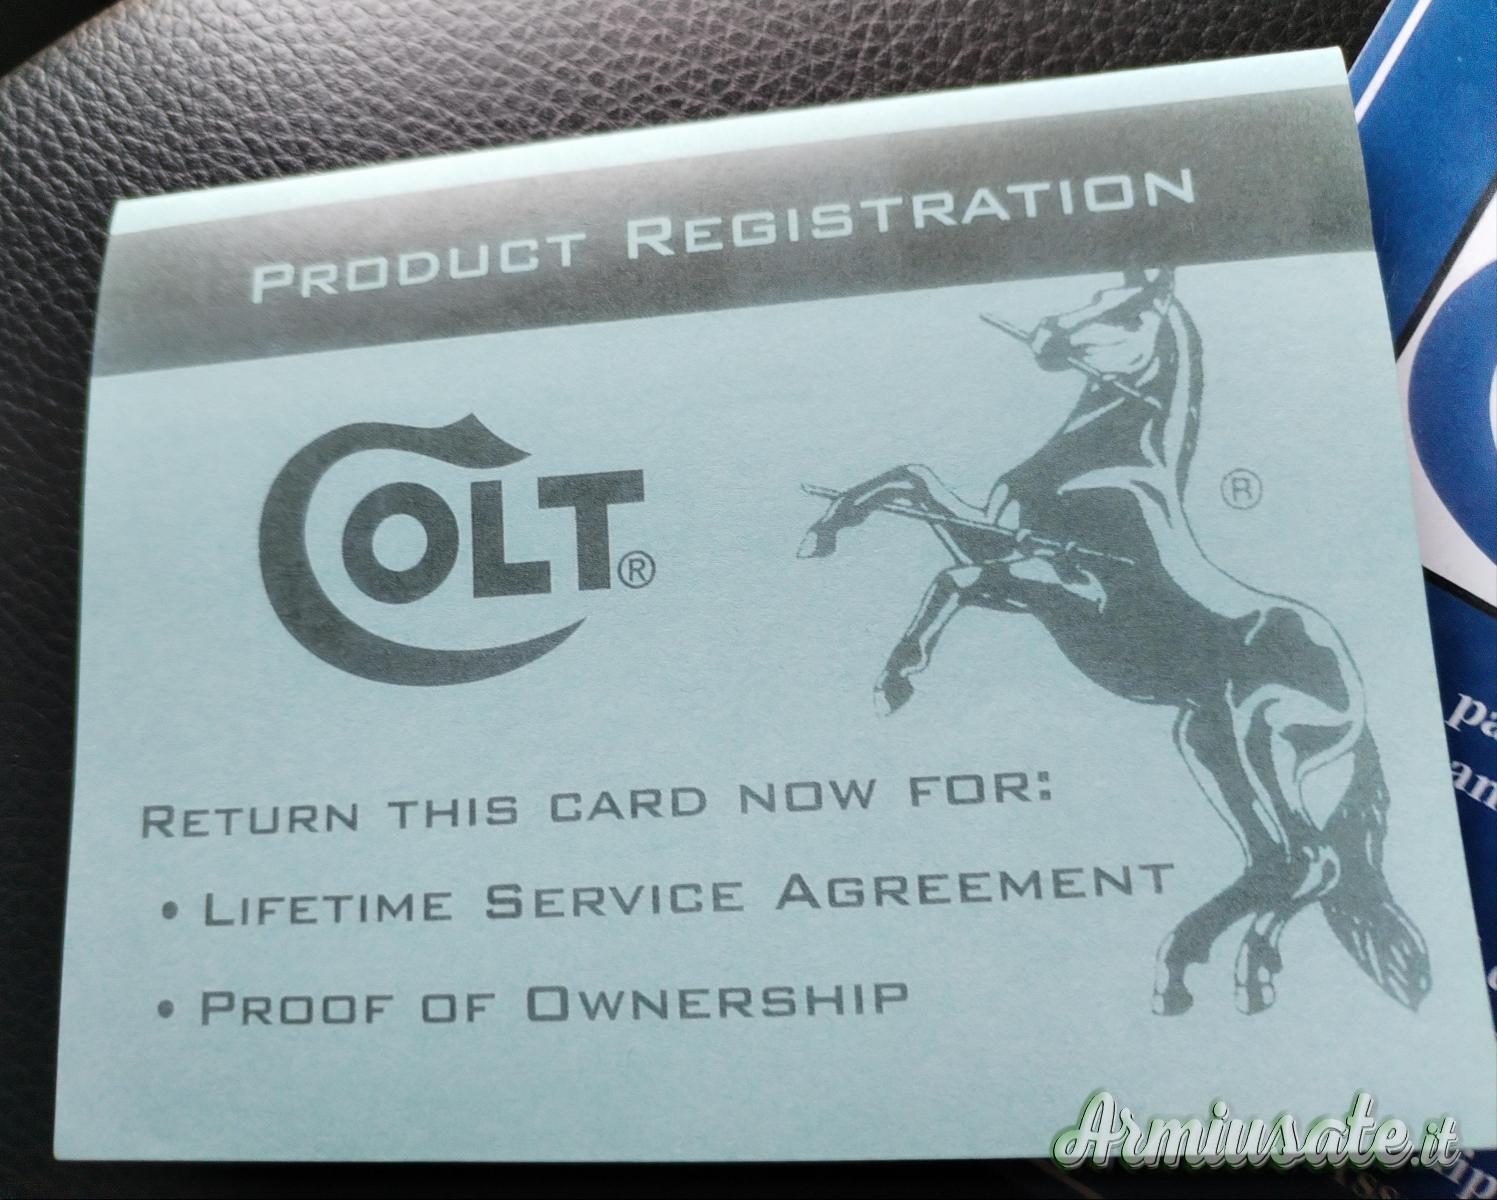 PRODUCT REGISTRATION
COLT®
®
RETURN THIS CARD NOW FOR:
• LIFETIME SERVICE AGREEMENT
• PROOF OF OWNERSHIP
Armiusate.it